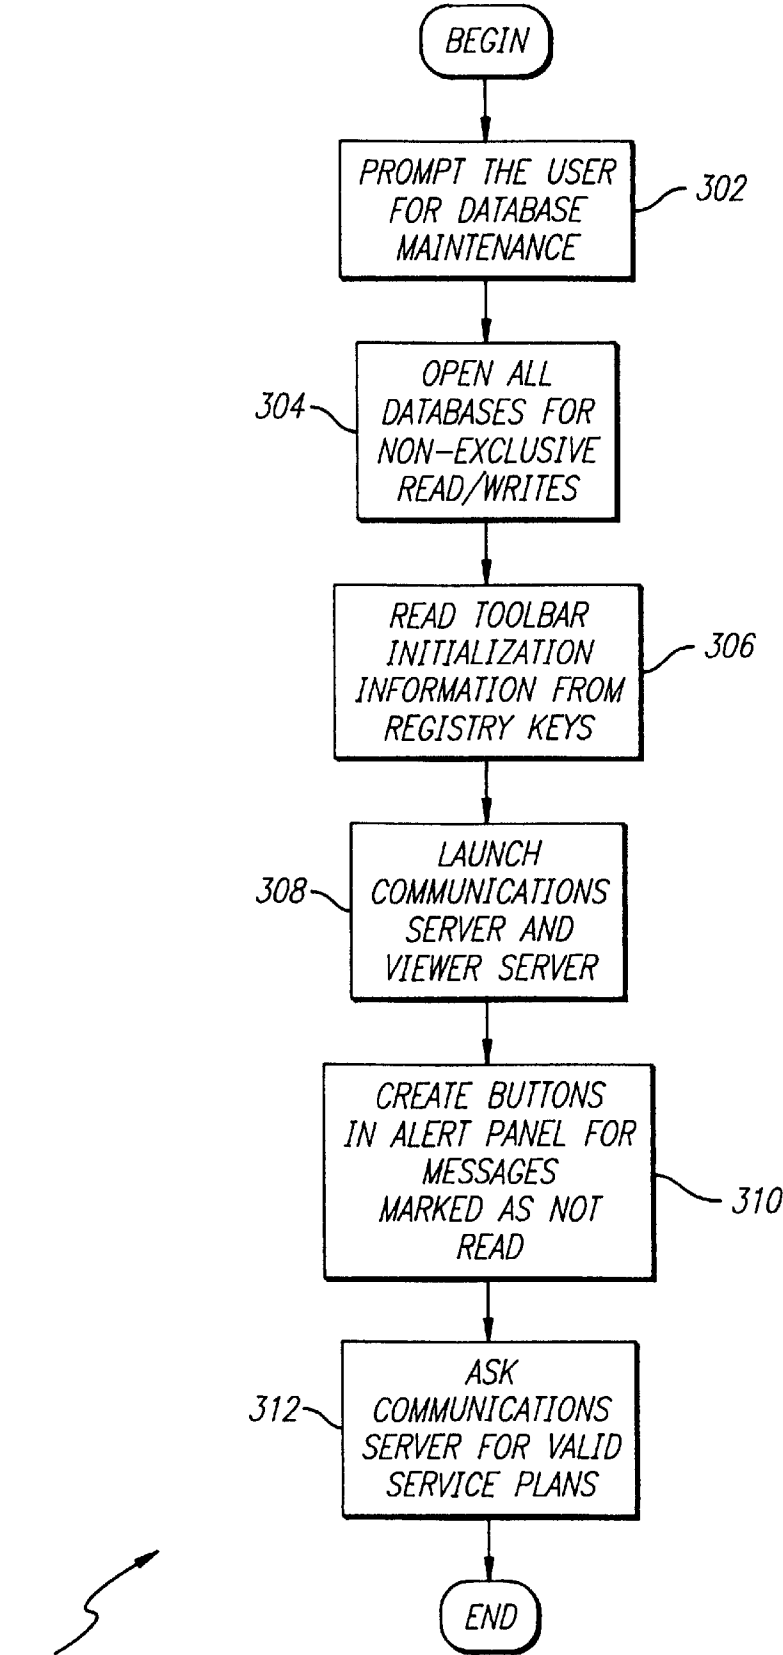 BEGIN
PROMPT THE USER
FOR DATABASE
MAINTENANCE
302
OPEN ALL
DATABASES FOR
NON-EXCLUSIVE
READ/WRITES
304
READ TOOLBAR
INITIALIZATION
INFORMATION FROM
REGISTRY KEYS
306
LAUNCH
COMMUNICATIONS
SERVER AND
VIEWER SERVER
308
CREATE BUTTONS
IN ALERT PANEL FOR
MESSAGES
MARKED AS NOT
READ
310
ASK
COMMUNICATIONS
SERVER FOR VALID
SERVICE PLANS
312
END